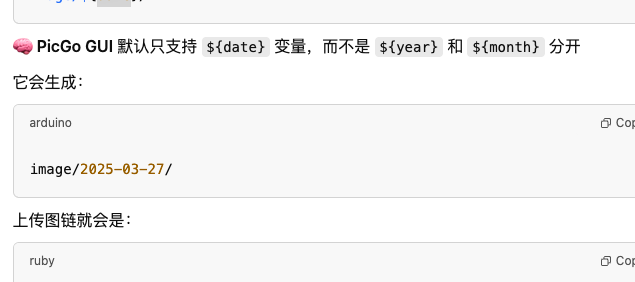 🧠 PicGo GUI 默认只支持 ${date} 变量，而不是 ${year} 和 ${month} 分开
它会生成：
arduino Cop
image/2025-03-27/
上传图链就会是：
ruby Cop